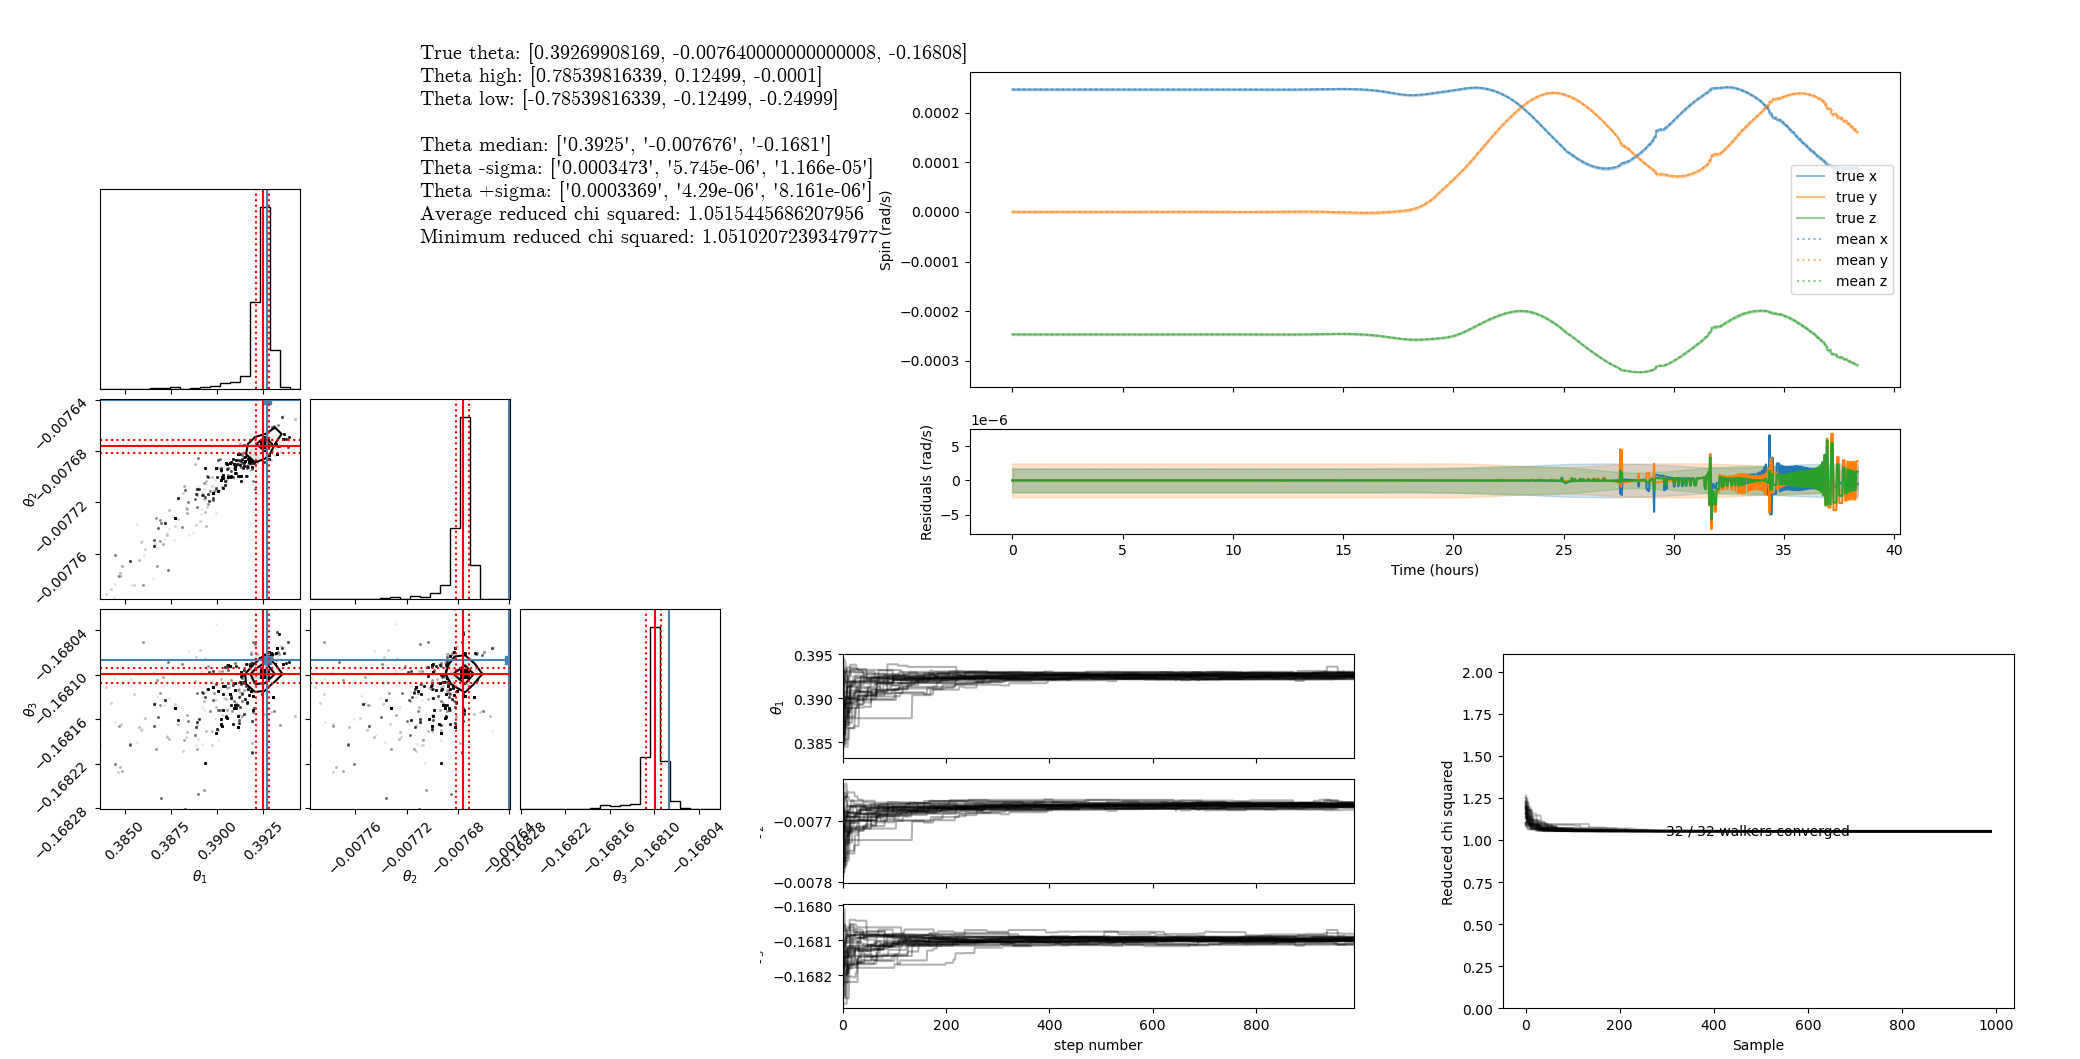 True theta: [0.39269908169, -0.007640000000000008, -0.16808]
Theta high: [0.78539816339, 0.12499, -0.0001]
Theta low: [-0.78539816339, -0.12499, -0.24999]
Theta median: ['0.3925', '-0.007676', '-0.1681']
Theta -sigma: ['0.0003473', '5.745e-06', '1.166e-05']
Theta +sigma: ['0.0003369', '4.29e-06', '8.161e-06']
Average reduced chi squared: 1.0515445686207956
Minimum reduced chi squared: 1.0510207239347977
0.0002
0.0001
0.0000
−0.0001
−0.0002
−0.0003
Spin (rad/s)
true x
true y
true z
mean x
mean y
mean z
1e−6
5
0
−5
Residuals (rad/s)
0 5 10 15 20 25 30 35 40
Time (hours)
−0.00764
−0.00768
−0.00772
−0.00776
θ2
−0.16804
−0.16810
−0.16816
−0.16822
−0.16828
θ3
0.3850 0.3875 0.3900 0.3925
θ1
−0.00776 −0.00772 −0.00768 −0.00764
θ2
−0.16828 −0.16822 −0.16816 −0.16810 −0.16804
θ3
0.395
0.390
0.385
θ1
−0.0077
−0.0078
−0.1680
−0.1681
−0.1682
0 200 400 600 800
step number
2.00
1.75
1.50
1.25
1.00
0.75
0.50
0.25
0.00
Reduced chi squared
32 / 32 walkers converged
0 200 400 600 800 1000
Sample